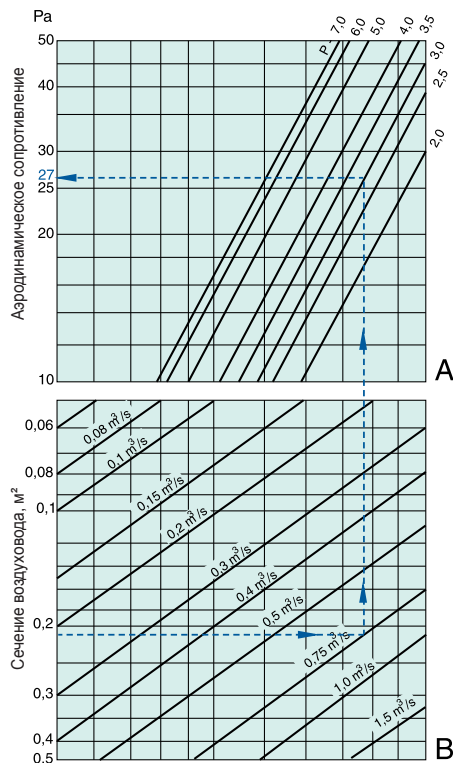 Pa
P - 7,0
6,0
5,0
4,0
3,5
3,0
2,5
2,0
50
40
30
27
25
20
10
Аэродинамическое сопротивление
A
0,06
0,08
0,1
0,2
0,3
0,4
0,5
Сечение воздуховода, м²
0,08 m³/s
0,1 m³/s
0,15 m³/s
0,2 m³/s
0,3 m³/s
0,4 m³/s
0,5 m³/s
0,75 m³/s
1,0 m³/s
1,5 m³/s
B